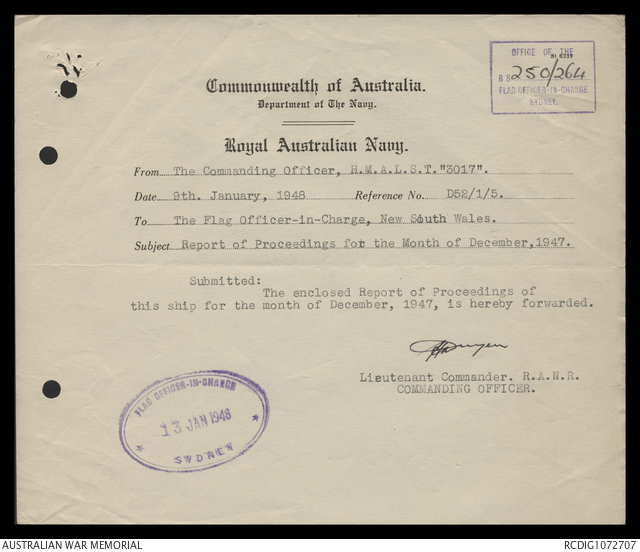 OFFICE OF THE
B S 250/264
FLAG OFFICER-IN-CHARGE
SYDNEY.
Commonwealth of Australia.
Department of The Navy.
Royal Australian Navy.
From The Commanding Officer, H.M.A.L.S.T."3017".
Date 9th. January, 1948 Reference No. D52/1/5.
To The Flag Officer-in-Charge, New South Wales.
Subject Report of Proceedings for the Month of December,1947.
Submitted:
The enclosed Report of Proceedings of
this ship for the month of December, 1947, is hereby forwarded.
Lieutenant Commander. R.A.N.R.
COMMANDING OFFICER.
FLAG OFFICER-IN-CHARGE
13 JAN 1948
* SYDNEY *
AUSTRALIAN WAR MEMORIAL RCDIG1072707